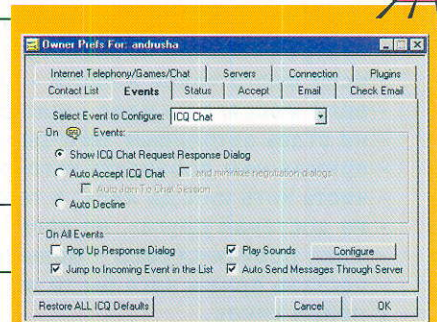 Owner Prefs For: andrusha
Internet Telephony/Games/Chat Servers Connection Plugins
Contact List Events Status Accept Email Check Email
Select Event to Configure: ICQ Chat
On Events:
Show ICQ Chat Request Response Dialog
Auto Accept ICQ Chat and minimize negotiation dialogs
Auto Join To Chat Session
Auto Decline
On All Events
Pop Up Response Dialog Play Sounds Configure
Jump to Incoming Event in the List Auto Send Messages Through Server
Restore ALL ICQ Defaults Cancel OK